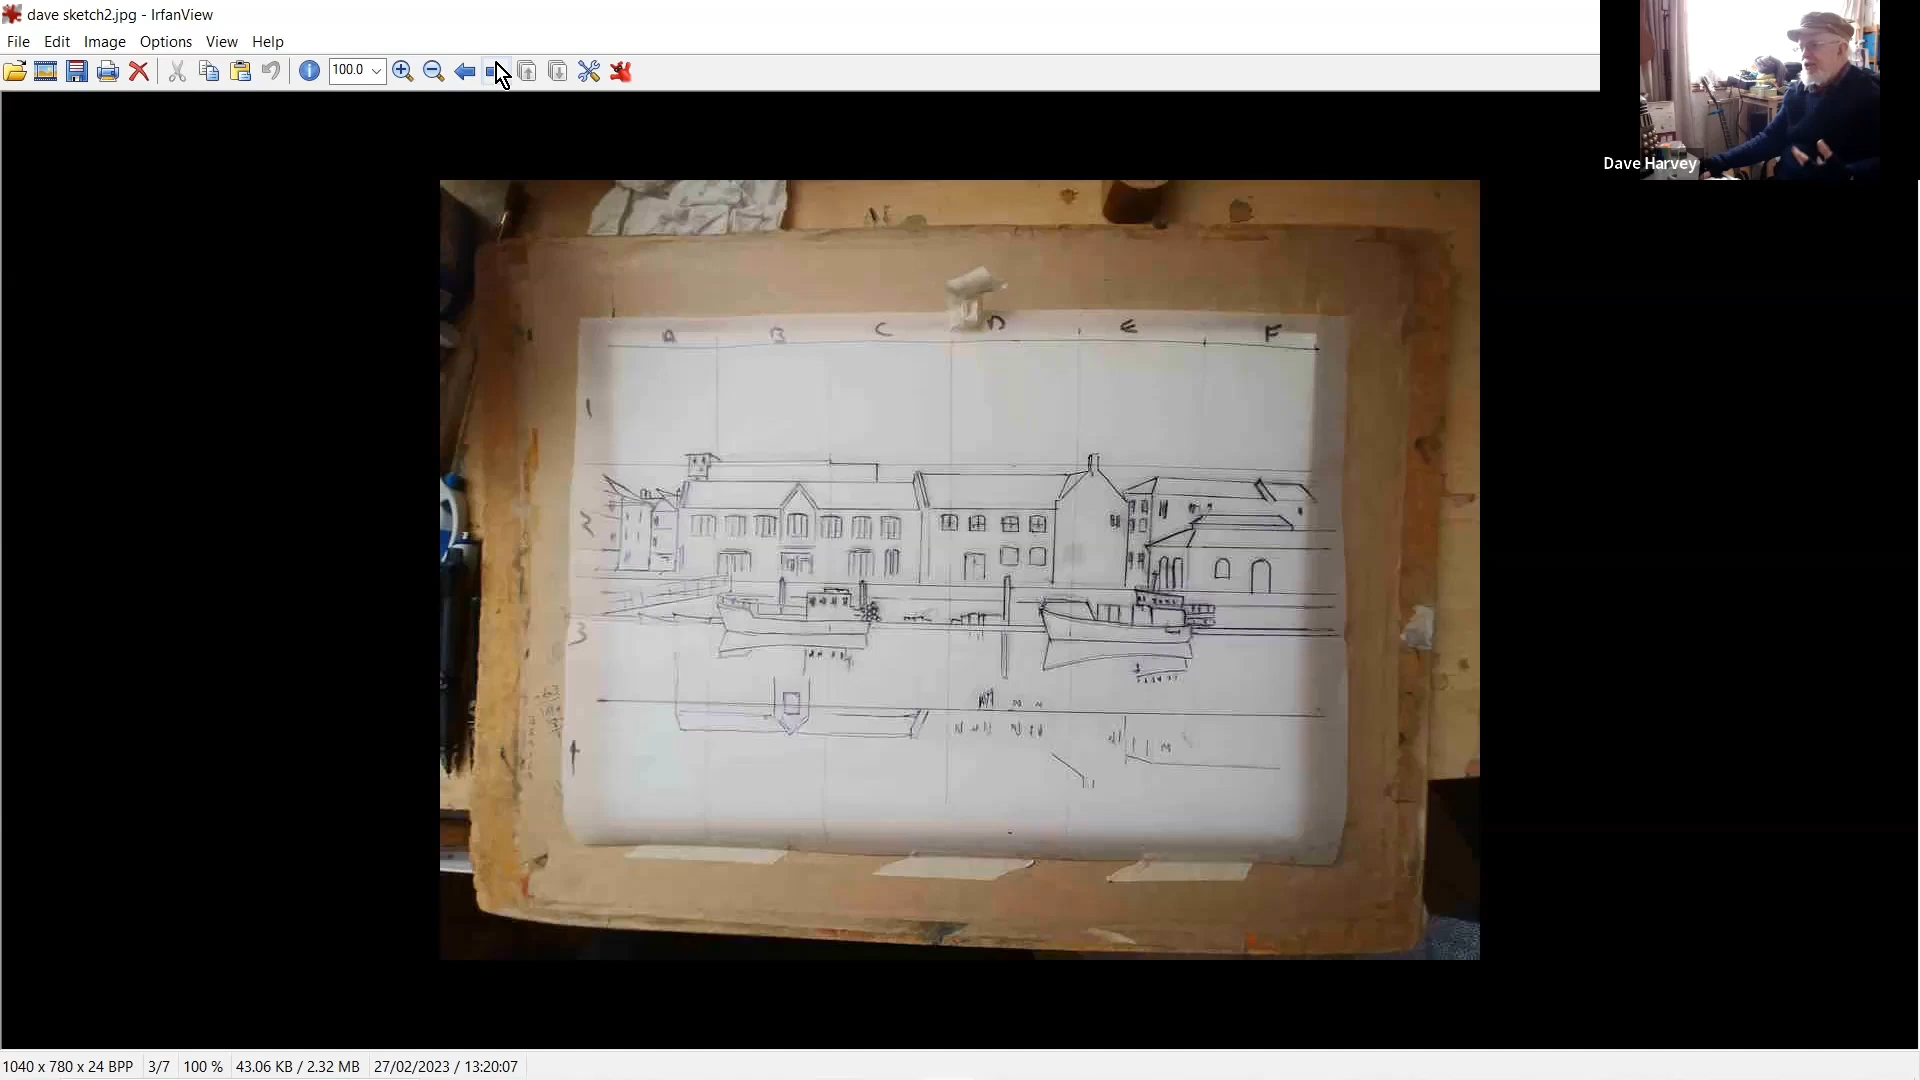 dave sketch2.jpg - IrfanView
File Edit Image Options View Help
100.0
Dave Harvey
A B C D E F
1
2
3
4
1040 x 780 x 24 BPP 3/7 100 % 43.06 KB / 2.32 MB 27/02/2023 / 13:20:07